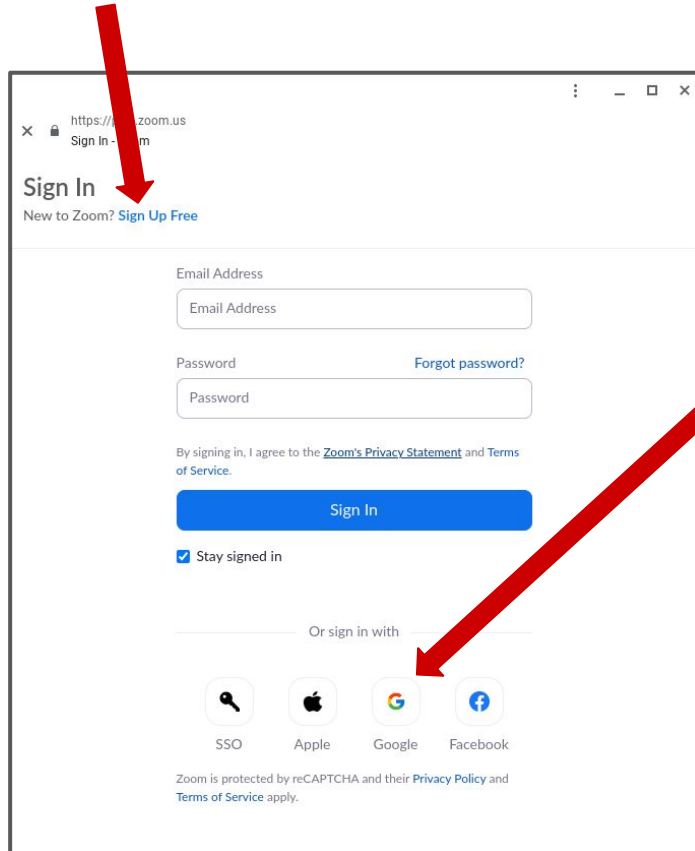 https://p zoom.us
Sign In - m
Sign In
New to Zoom? Sign Up Free
Email Address
Email Address
Password Forgot password?
Password
By signing in, I agree to the Zoom's Privacy Statement and Terms
of Service.
Sign In
Stay signed in
Or sign in with
SSO Apple Google Facebook
Zoom is protected by reCAPTCHA and their Privacy Policy and
Terms of Service apply.